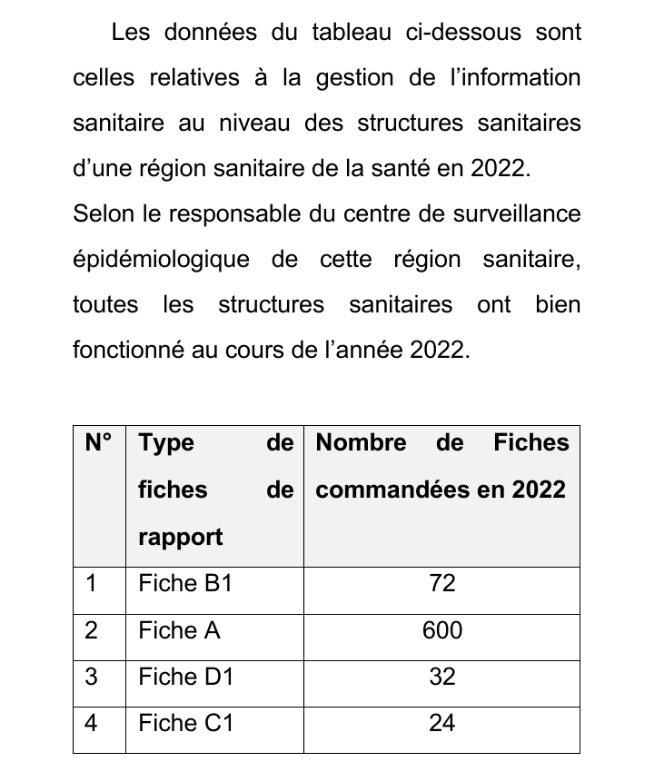 Les données du tableau ci-dessous sont
celles relatives à la gestion de l’information
sanitaire au niveau des structures sanitaires
d’une région sanitaire de la santé en 2022.
Selon le responsable du centre de surveillance
épidémiologique de cette région sanitaire,
toutes les structures sanitaires ont bien
fonctionné au cours de l’année 2022.
N° Type de Nombre de Fiches
fiches de commandées en 2022
rapport
1 Fiche B1 72
2 Fiche A 600
3 Fiche D1 32
4 Fiche C1 24